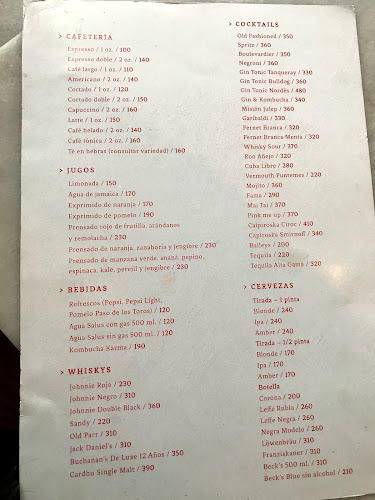 > CAFETERÍA
Espresso / 1 oz. / 100
Espresso doble / 2 oz. / 140
Café largo / 1 oz. / 110
Americano / 2 oz. / 140
Cortado / 1 oz. / 120
Cortado doble / 2 oz. / 150
Capuccino / 2 oz. / 160
Latte / 1 oz. / 150
Café helado / 2 oz. / 140
Café tónica / 2 oz. / 160
Té en hebras (consultar variedad) / 160
> JUGOS
Limonada / 150
Agua de jamaica / 170
Exprimido de naranja / 170
Exprimido de pomelo / 190
Prensado rojo de frutilla, arándanos
y remolacha / 230
Prensado de naranja, zanahoria y jengibre / 230
Prensado de manzana verde, ananá, pepino,
espinaca, kale, perejil y jengibre / 230
> BEBIDAS
Refrescos (Pepsi, Pepsi Light,
Pomelo Paso de los Toros) / 120
Agua Salus con gas 500 ml. / 120
Agua Salus sin gas 500 ml. / 120
Kombucha Karma / 190
> WHISKYS
Johnnie Rojo / 230
Johnnie Negro / 310
Johnnie Double Black / 360
Sandy / 220
Old Parr / 310
Jack Daniel's / 310
Buchanan's De Luxe 12 Años / 350
Cardhu Single Malt / 390
> COCKTAILS
Old Fashioned / 350
Spritz / 360
Boulevardier / 350
Negroni / 360
Gin Tonic Tanqueray / 330
Gin Tonic Bulldog / 360
Gin Tonic Nordés / 480
Gin & Kombucha / 340
Misión Julep / 360
Garibaldi / 330
Fernet Branca / 320
Fernet Branca Menta / 320
Whisky Sour / 370
Ron Añejo / 320
Cuba Libre / 280
Vermouth Puntemes / 220
Mojito / 360
Fuma / 290
Mai Tai / 370
Pink me up / 370
Caipiroska Ciroc / 410
Capiroska Smirnoff / 340
Baileys / 200
Tequila / 220
Tequila Alta Gama / 320
> CERVEZAS
Tirada – 1 pinta
Blonde / 240
Ipa / 240
Amber / 240
Tirada – 1/2 pinta
Blonde / 170
Ipa / 170
Amber / 170
Botella
Corona / 200
Leffe Rubia / 260
Leffe Negra / 260
Negra Modelo / 260
Löwenbräu / 310
Franziskaner / 310
Beck's 500 ml. / 310
Beck's Blue sin alcohol / 210